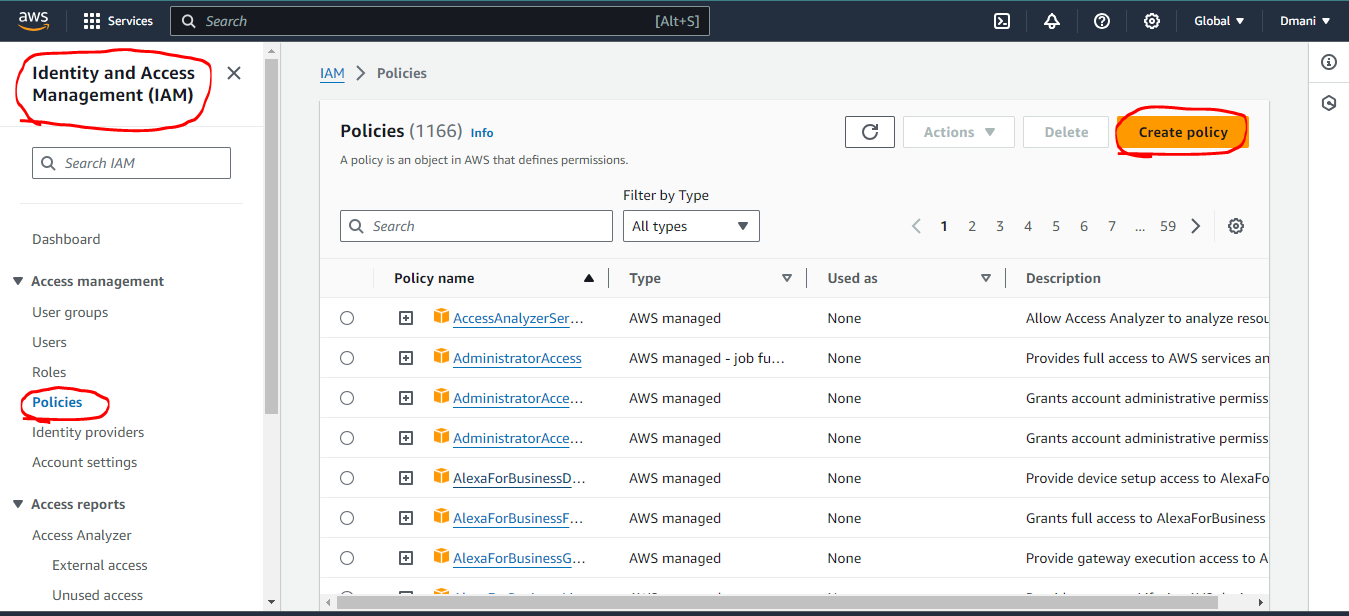 aws Services Search [Alt+S] Global Dmani
Identity and Access
Management (IAM)
Search IAM
Dashboard
Access management
User groups
Users
Roles
Policies
Identity providers
Account settings
Access reports
Access Analyzer
External access
Unused access
IAM > Policies
Policies (1166) Info
Actions Delete Create policy
A policy is an object in AWS that defines permissions.
Filter by Type
Search All types 1 2 3 4 5 6 7 ... 59
Policy name Type Used as Description
AccessAnalyzerSer... AWS managed None Allow Access Analyzer to analyze resou
AdministratorAccess AWS managed - job fu... None Provides full access to AWS services an
AdministratorAcce... AWS managed None Grants account administrative permiss
AdministratorAcce... AWS managed None Grants account administrative permiss
AlexaForBusinessD... AWS managed None Provide device setup access to AlexaFo
AlexaForBusinessF... AWS managed None Grants full access to AlexaForBusiness
AlexaForBusinessG... AWS managed None Provide gateway execution access to A